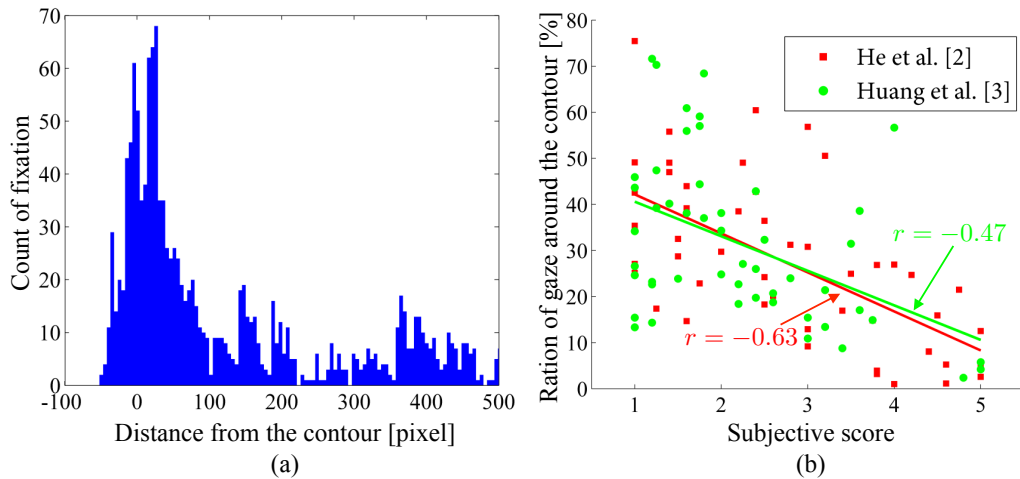 70
60
50
40
30
20
10
0
Count of fixation
-100 0 100 200 300 400 500
Distance from the contour [pixel]
(a)
80
70
60
50
40
30
20
10
0
Ration of gaze around the contour [%]
He et al. [2]
Huang et al. [3]
r = −0.47
r = −0.63
1 2 3 4 5
Subjective score
(b)